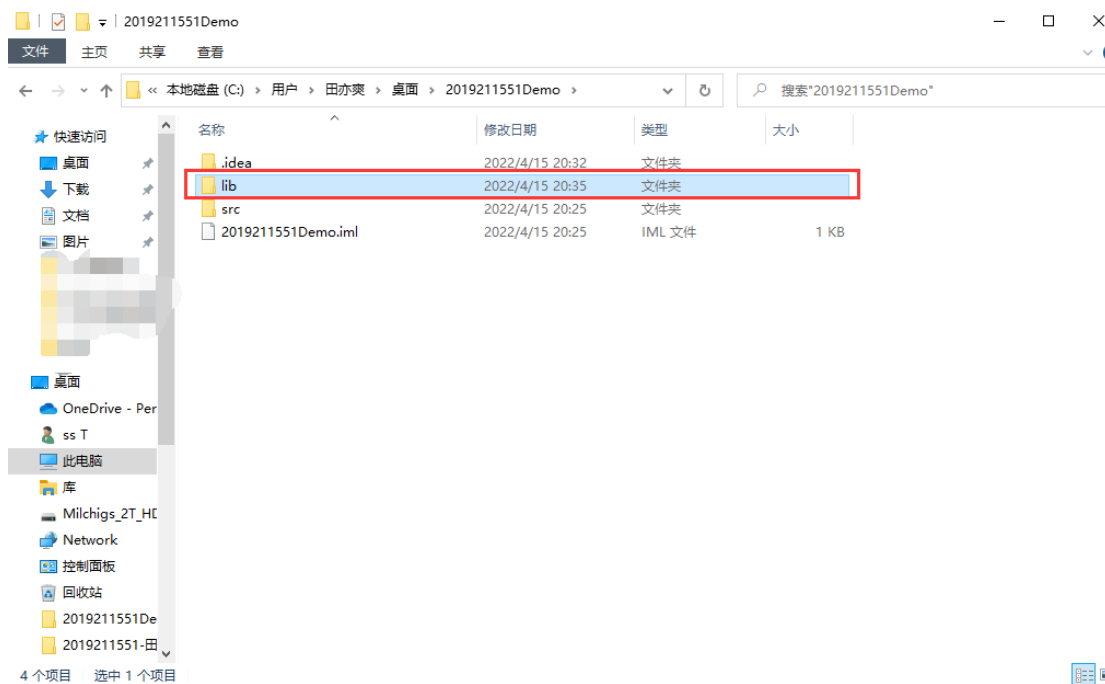 2019211551Demo
文件 主页 共享 查看
« 本地磁盘 (C:) › 用户 › 田亦爽 › 桌面 › 2019211551Demo ›
搜索"2019211551Demo"
名称 修改日期 类型 大小
.idea 2022/4/15 20:32 文件夹
lib 2022/4/15 20:35 文件夹
src 2022/4/15 20:25 文件夹
2019211551Demo.iml 2022/4/15 20:25 IML 文件 1 KB
快速访问
桌面
下载
文档
图片
桌面
OneDrive - Per
ss T
此电脑
库
Milchigs_2T_HD
Network
控制面板
回收站
2019211551De
2019211551-田
4 个项目 选中 1 个项目